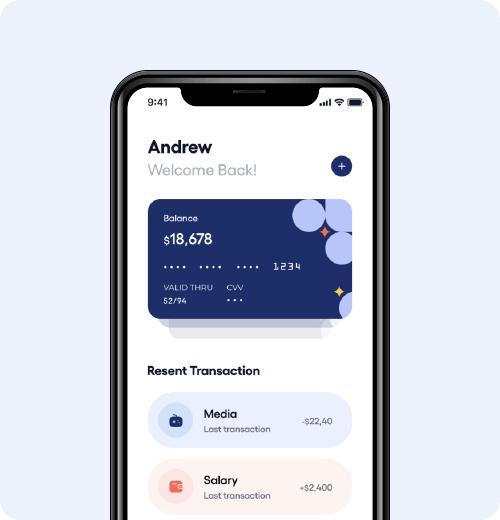 9:41
Andrew
Welcome Back!
+
Balance
$18,678
•••• •••• •••• 1234
VALID THRU CVV
52/94 •••
Resent Transaction
Media
-$22,40
Last transaction
Salary
+$2,400
Last transaction